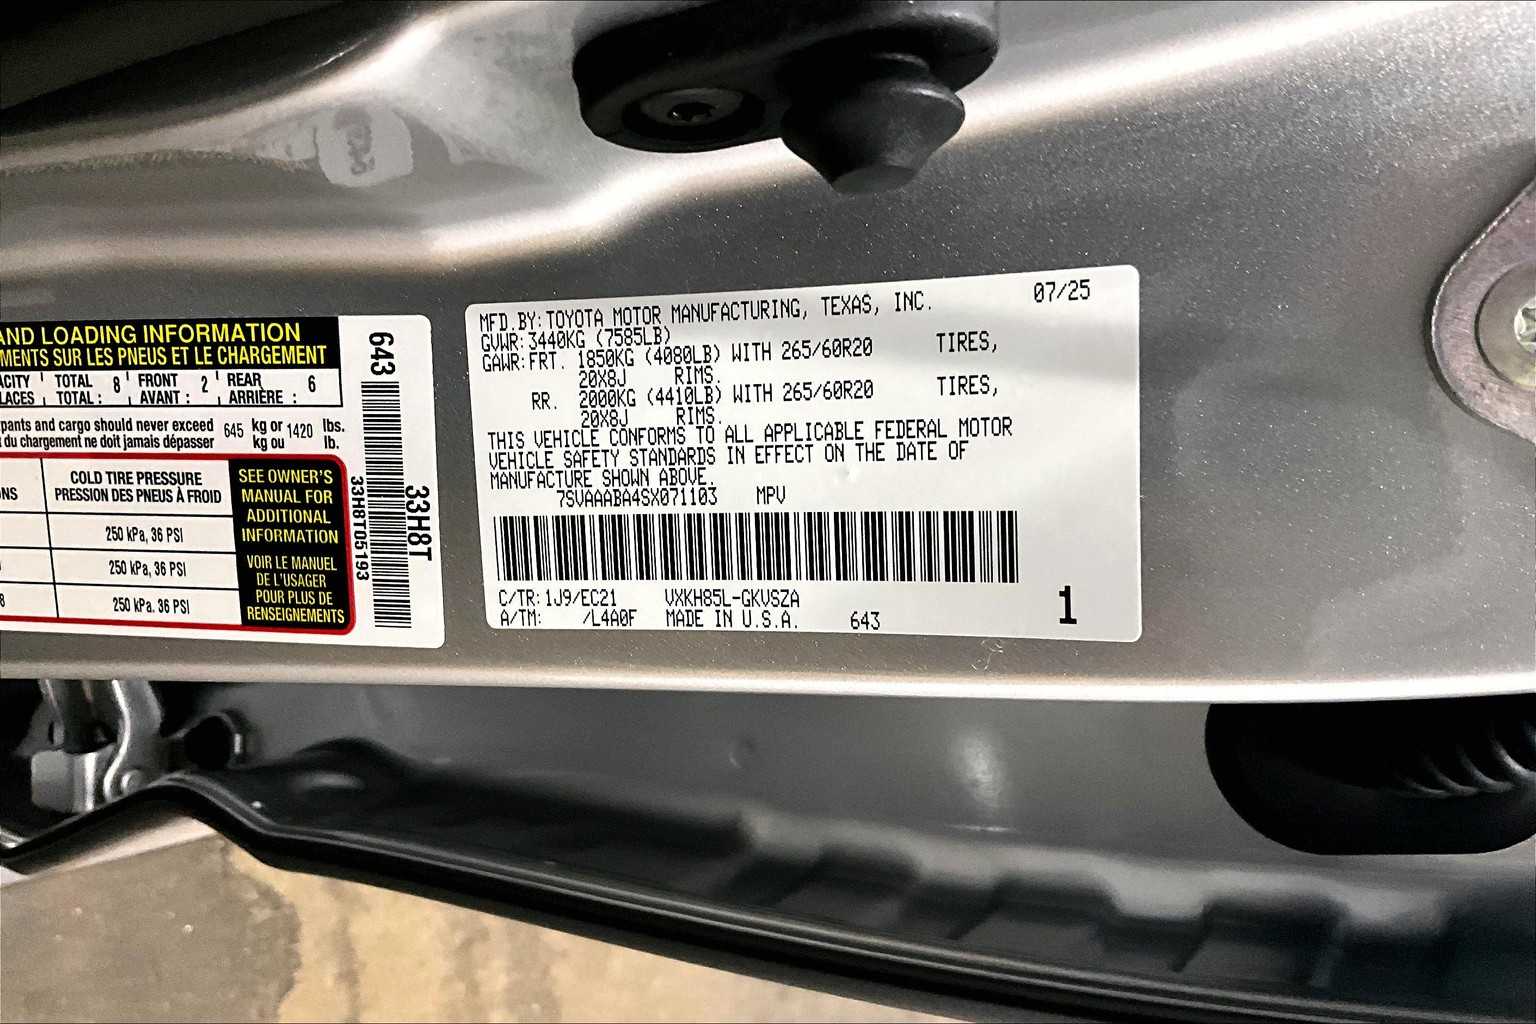 AND LOADING INFORMATION
MENTS SUR LES PNEUS ET LE CHARGEMENT
ACITY TOTAL 8 FRONT 2 REAR 6
LACES TOTAL : AVANT : ARRIÈRE :
pants and cargo should never exceed 645 kg or 1420 lbs.
du chargement ne doit jamais dépasser kg ou lb.
COLD TIRE PRESSURE
PRESSION DES PNEUS À FROID
250 kPa, 36 PSI
250 kPa, 36 PSI
8 250 kPa. 36 PSI
SEE OWNER'S
MANUAL FOR
ADDITIONAL
INFORMATION
VOIR LE MANUEL
DE L'USAGER
POUR PLUS DE
RENSEIGNEMENTS
643
33H8T05193
33H8T
MFD.BY:TOYOTA MOTOR MANUFACTURING, TEXAS, INC. 07/25
GVWR:3440KG (7585LB)
GAWR:FRT. 1850KG (4080LB) WITH 265/60R20 TIRES,
20X8J RIMS.
RR. 2000KG (4410LB) WITH 265/60R20 TIRES,
20X8J RIMS.
THIS VEHICLE CONFORMS TO ALL APPLICABLE FEDERAL MOTOR
VEHICLE SAFETY STANDARDS IN EFFECT ON THE DATE OF
MANUFACTURE SHOWN ABOVE.
7SVAAABA4SX071103 MPV
C/TR:1J9/EC21 VXKH85L-GKVSZA
A/TM: /L4A0F MADE IN U.S.A. 643
1